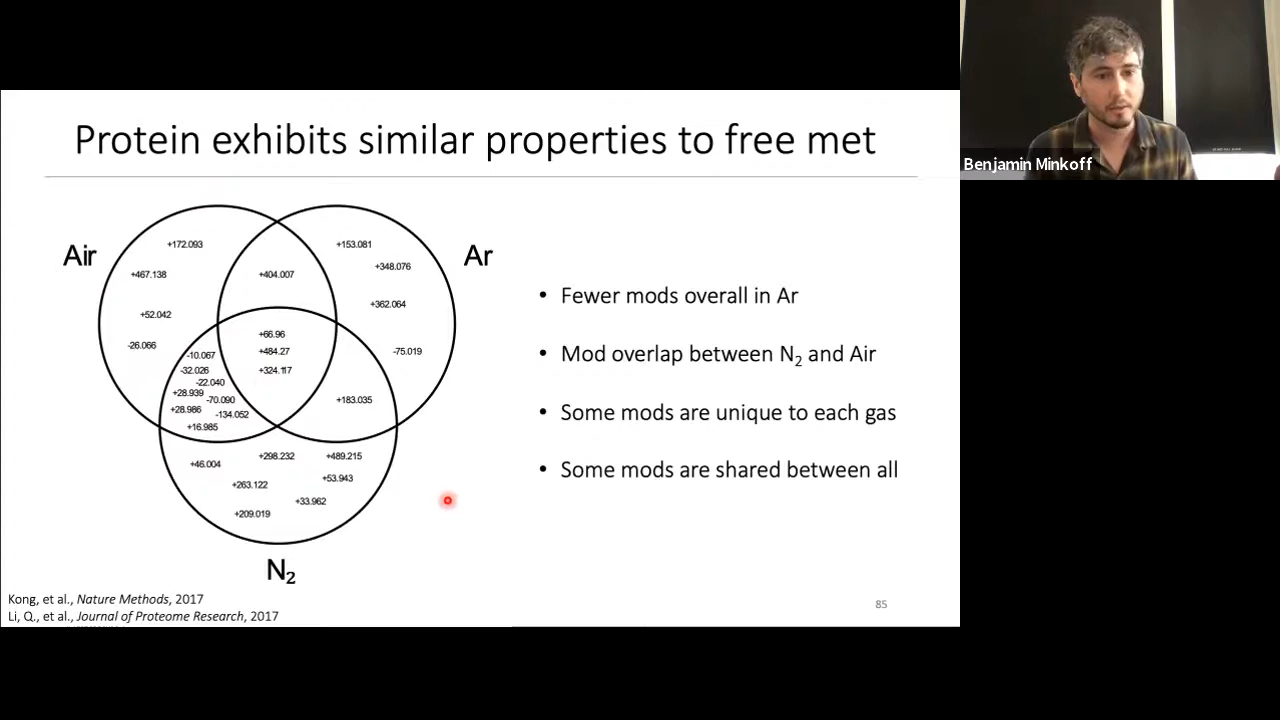 Protein exhibits similar properties to free met
Air
Ar
+172.093
+153.081
+467.138
+404.007
+348.076
+52.042
+362.064
-26.066
+66.96
-10.067
+484.27
-75.019
-32.026
+324.117
-22.040
+28.939
-70.090
+183.035
+28.986
-134.052
+16.985
+46.004
+298.232
+489.215
+263.122
+53.943
+33.962
+209.019
N₂
• Fewer mods overall in Ar
• Mod overlap between N₂ and Air
• Some mods are unique to each gas
• Some mods are shared between all
Kong, et al., Nature Methods, 2017
Li, Q., et al., Journal of Proteome Research, 2017
85
Benjamin Minkoff